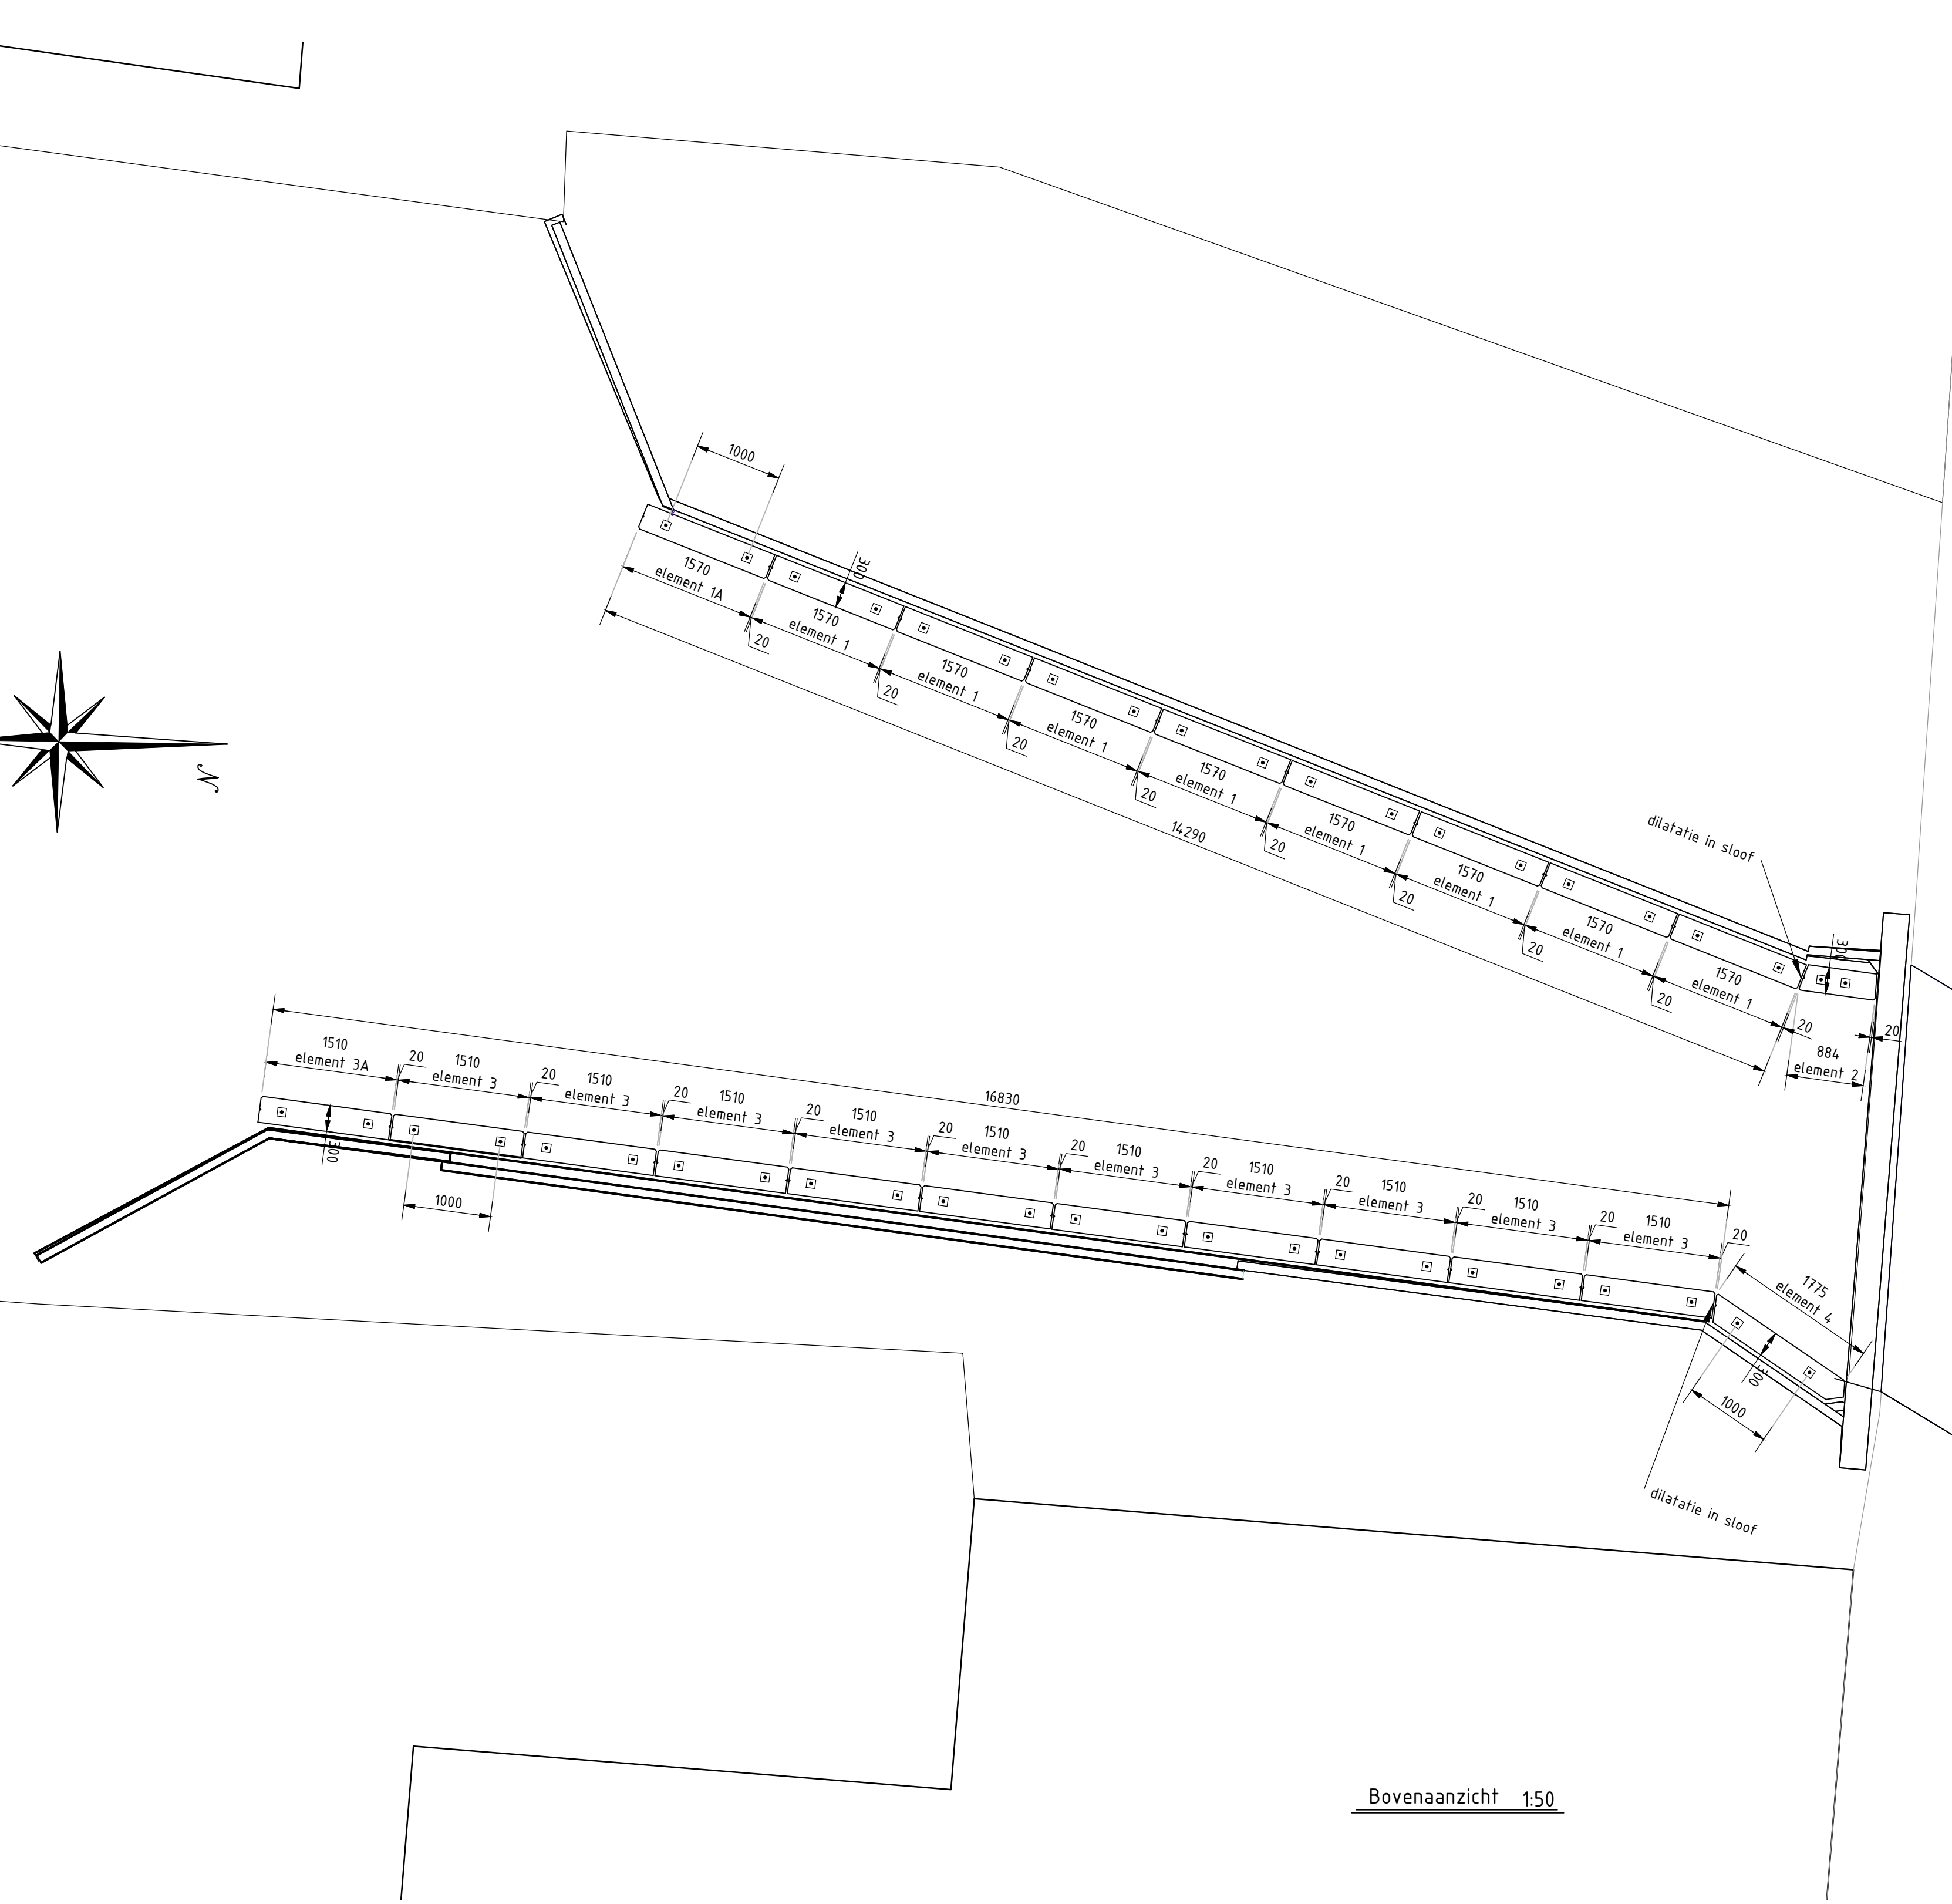 1000
300
1570
element 1A
20
1570
element 1
20
1570
element 1
20
1570
element 1
20
1570
element 1
20
1570
element 1
20
1570
element 1
20
1570
element 1
20
1570
element 1
20
14290
dilatatie in sloof
300
20
884
element 2
N
16830
1510
element 3A
20
1510
element 3
20
1510
element 3
20
1510
element 3
20
1510
element 3
20
1510
element 3
20
1510
element 3
20
1510
element 3
20
1510
element 3
20
1510
element 3
20
1510
element 3
20
300
1000
1775
element 4
300
1000
dilatatie in sloof
Bovenaanzicht 1:50